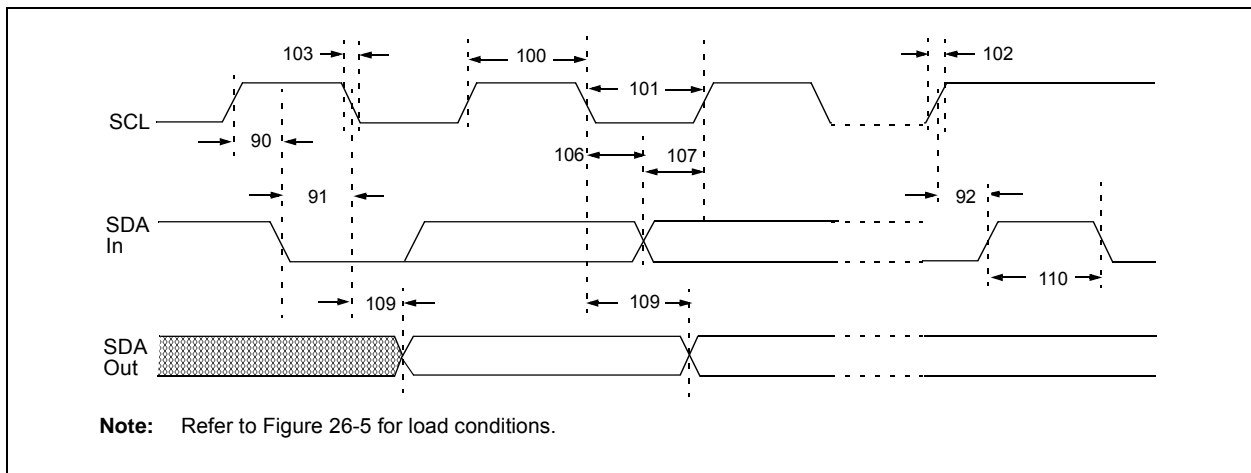 103
100
102
101
SCL
90
106
107
91
92
SDA
In
110
109
109
SDA
Out
Note: Refer to Figure 26-5 for load conditions.